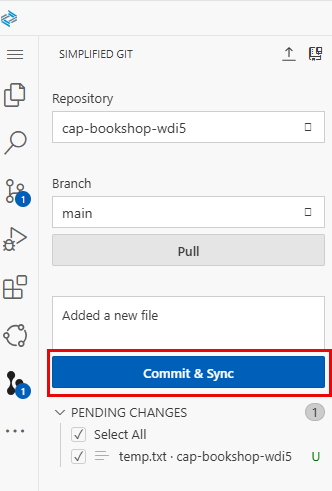 SIMPLIFIED GIT
Repository
cap-bookshop-wdi5
Branch
main
Pull
Added a new file
Commit & Sync
PENDING CHANGES 1
Select All
temp.txt · cap-bookshop-wdi5 U
1
1